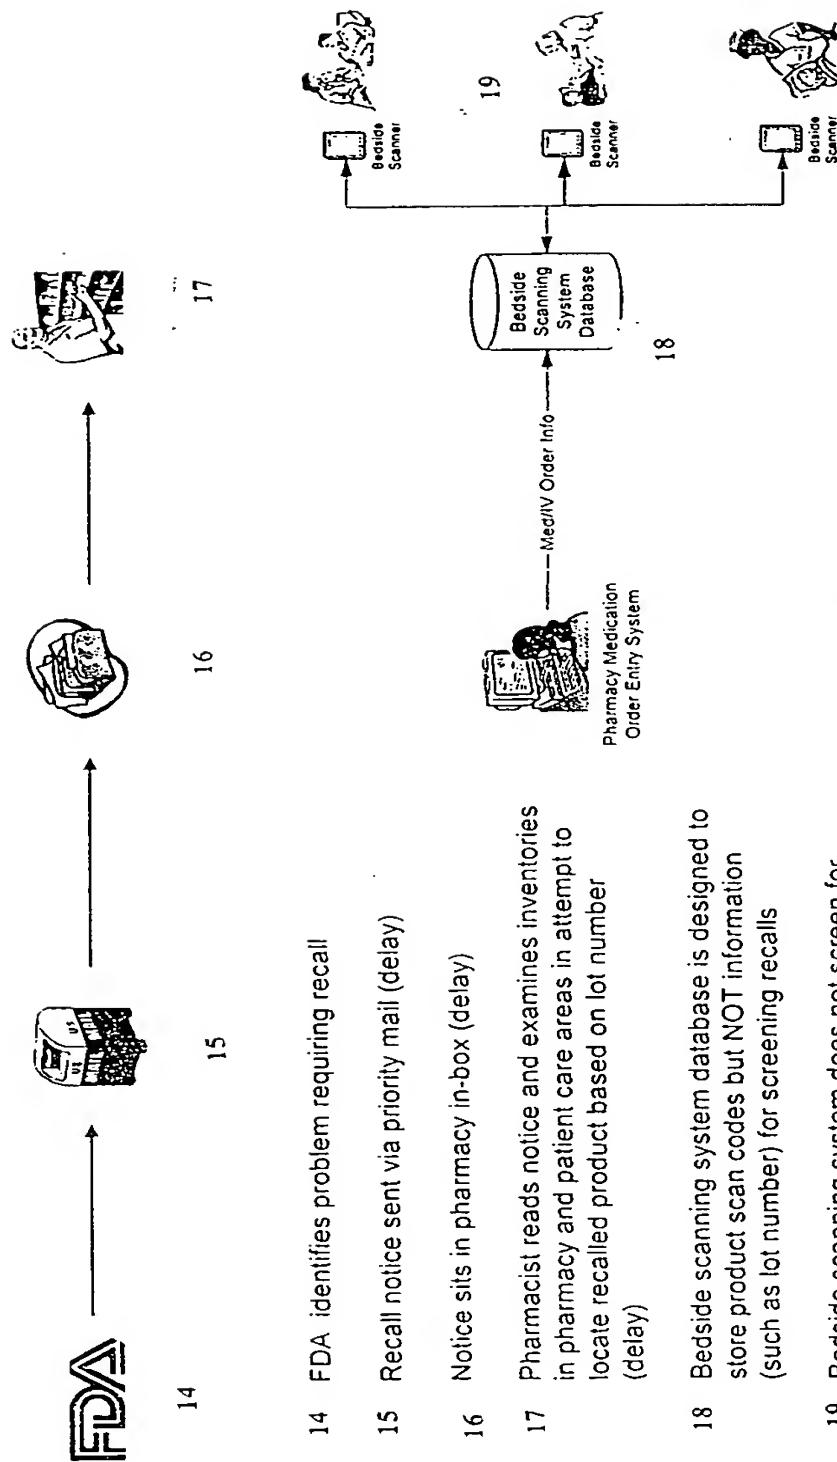 FDA
14
15
16
17
14 FDA identifies problem requiring recall
15 Recall notice sent via priority mail (delay)
16 Notice sits in pharmacy in-box (delay)
17 Pharmacist reads notice and examines inventories
in pharmacy and patient care areas in attempt to
locate recalled product based on lot number
(delay)
18 Bedside scanning system database is designed to
store product scan codes but NOT information
(such as lot number) for screening recalls
19 Bedside scanning system does not screen for
Pharmacy Medication
Order Entry System
Med/IV Order Info
Bedside
Scanning
System
Database
18
Bedside
Scanner
19
Bedside
Scanner
Bedside
Scanner